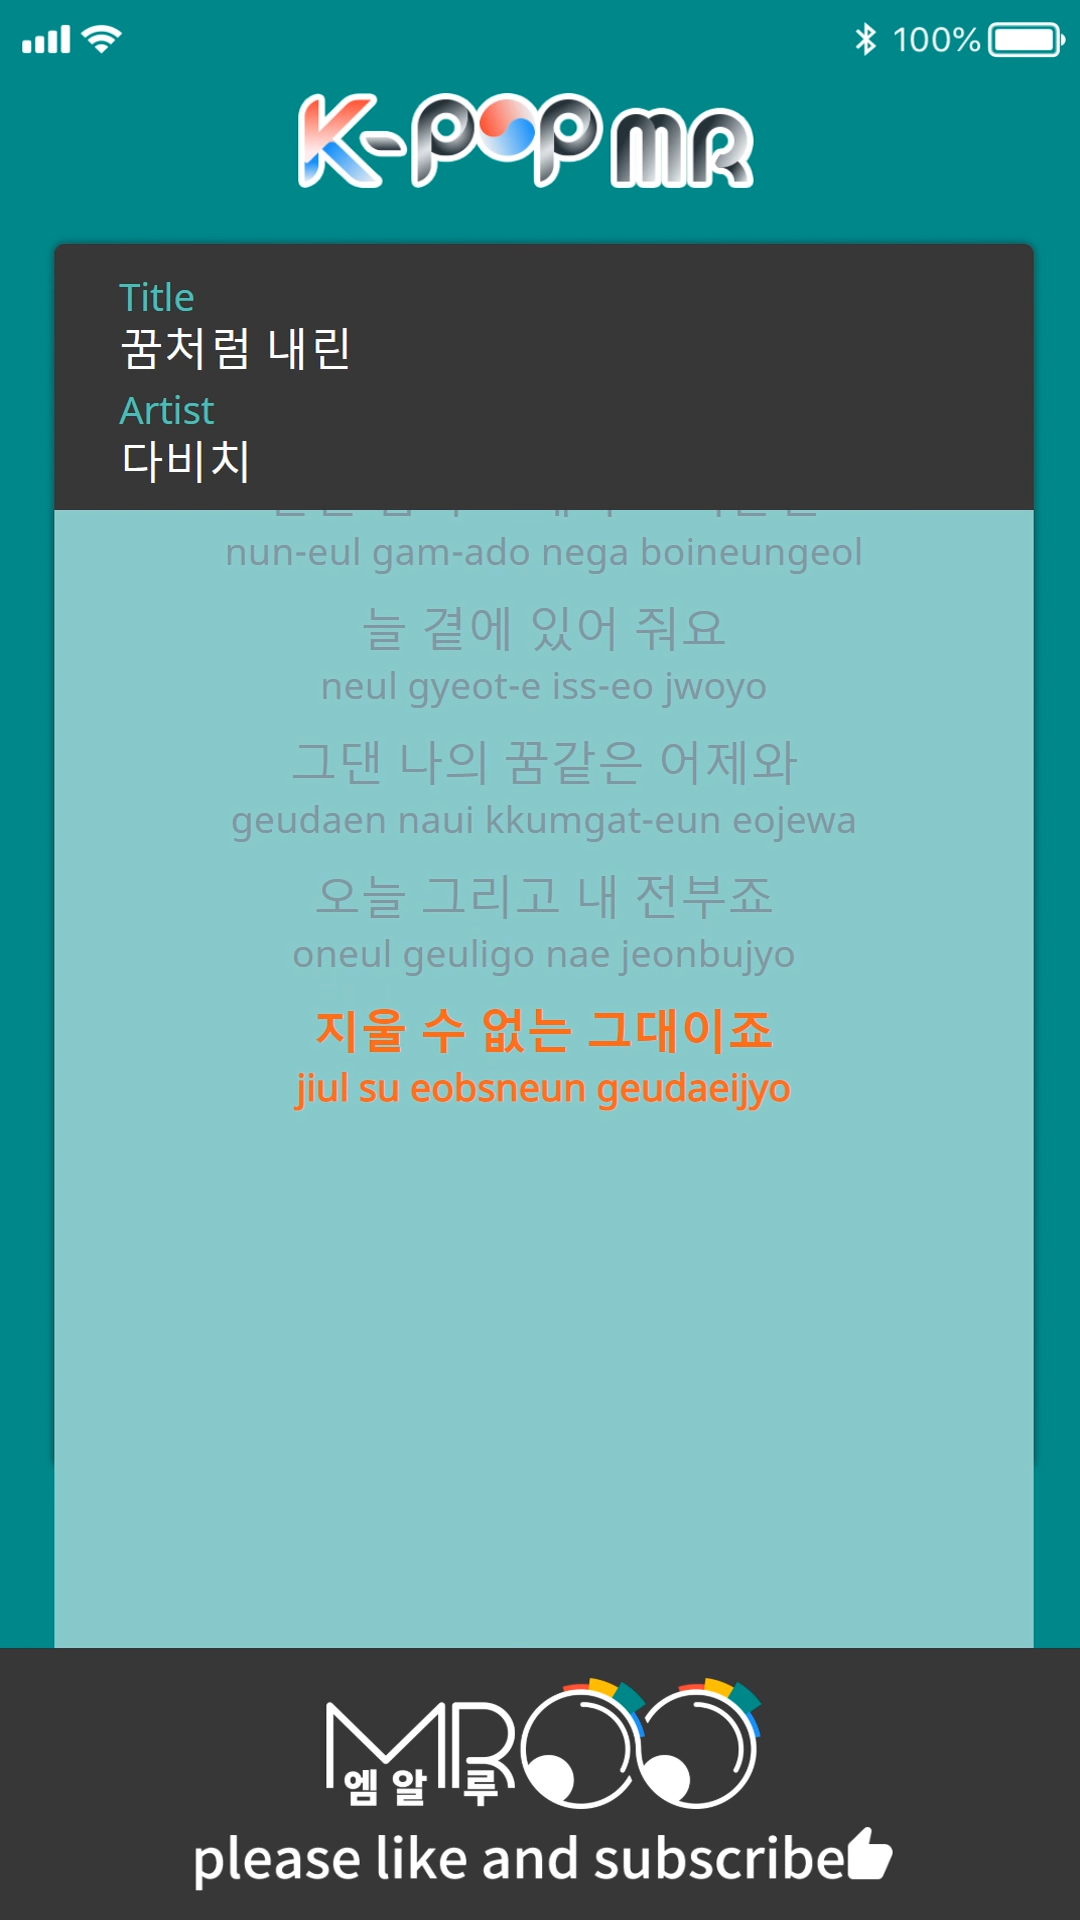 100%
K-POP MR
Title
꿈처럼 내린
Artist
다비치
nun-eul gam-ado nega boineungeol
늘 곁에 있어 줘요
neul gyeot-e iss-eo jwoyo
그댄 나의 꿈같은 어제와
geudaen naui kkumgat-eun eojewa
오늘 그리고 내 전부죠
oneul geuligo nae jeonbujyo
지울 수 없는 그대이죠
jiul su eobsneun geudaeijyo
MROO
엠알루
please like and subscribe